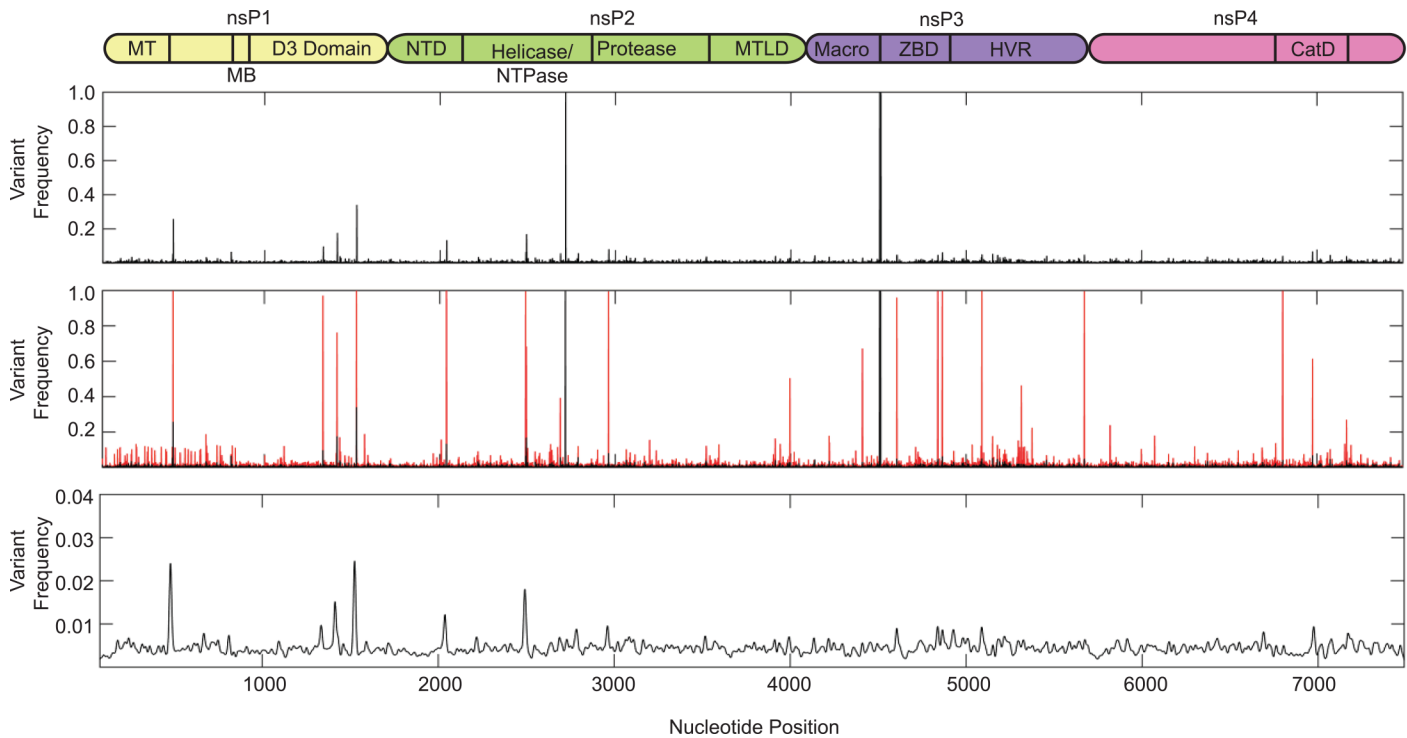 nsP1 nsP2 nsP3 nsP4
MT D3 Domain NTD Helicase/ Protease MTLD Macro ZBD HVR CatD
MB NTPase
1.0
0.8
0.6
0.4
0.2
Variant
Frequency
1.0
0.8
0.6
0.4
0.2
Variant
Frequency
0.04
0.03
0.02
0.01
Variant
Frequency
1000 2000 3000 4000 5000 6000 7000
Nucleotide Position